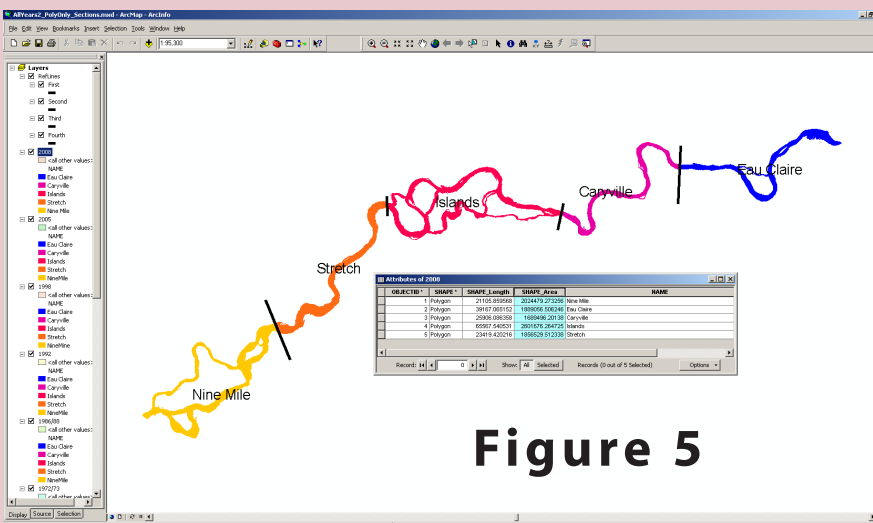 AllYears2_PolyOnly_Sections.mxd - ArcMap - ArcInfo
File Edit View Bookmarks Insert Selection Tools Window Help
1:95,300
Layers
RefLines
First
Second
Third
Fourth
2008
<all other values>
NAME
Eau Claire
Caryville
Islands
Stretch
Nine Mile
2005
<all other values>
NAME
Eau Claire
Caryville
Islands
Stretch
NineMile
1998
<all other values>
NAME
Eau Claire
Caryville
Islands
Stretch
NineMine
1992
<all other values>
NAME
Eau Claire
Caryville
Islands
Stretch
NineMile
1986/88
<all other values>
NAME
Eau Claire
Caryville
Islands
Stretch
NineMile
1972/73
<all other values>
Display Source Selection
Eau Claire
Caryville
Islands
Stretch
Nine Mile
Attributes of 2008
OBJECTID * SHAPE * SHAPE_Length SHAPE_Area NAME
1 Polygon 21105.859568 2024479.273256 Nine Mile
2 Polygon 39167.065152 1889056.506246 Eau Claire
3 Polygon 25906.086358 1689496.20138 Caryville
4 Polygon 65567.540531 2601676.264725 Islands
5 Polygon 23419.420216 1856529.512338 Stretch
Record: 0 Show: All Selected Records (0 out of 5 Selected) Options
Figure 5